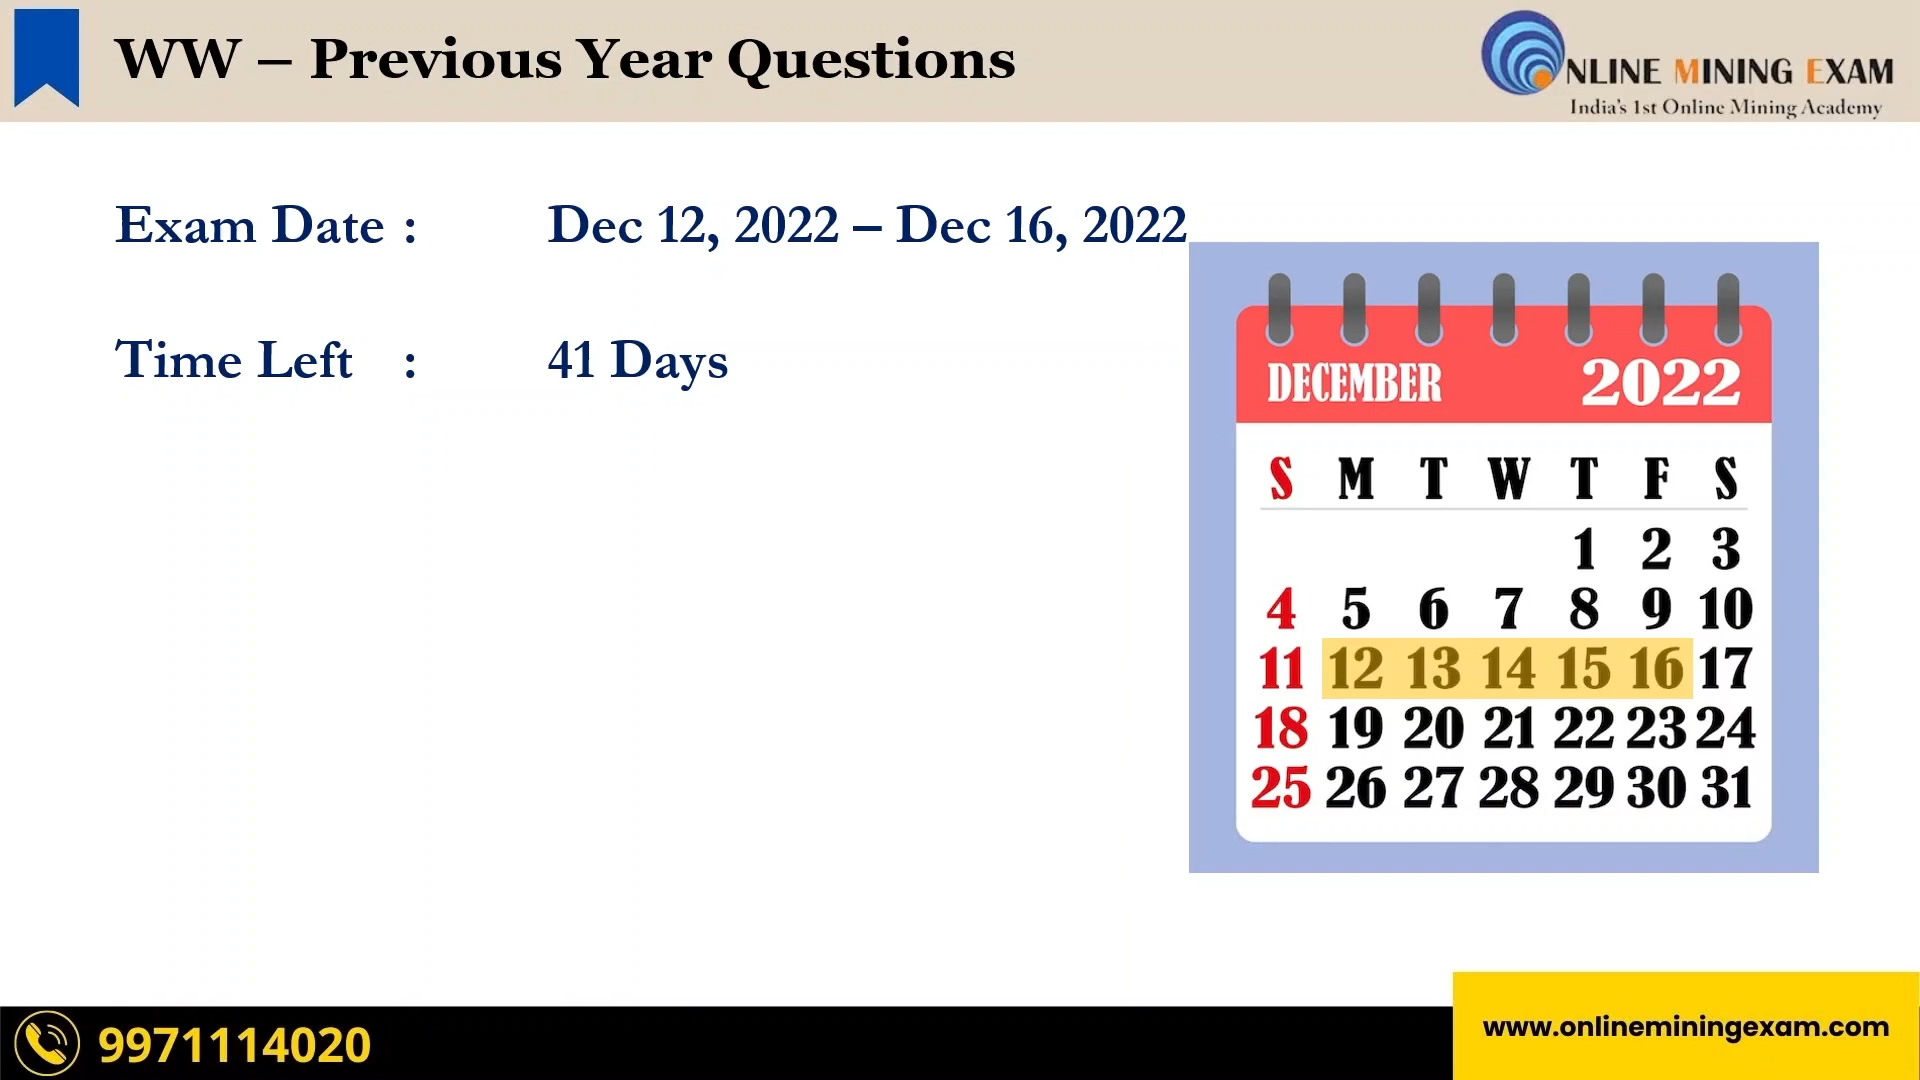 WW – Previous Year Questions
ONLINE MINING EXAM
India's 1st Online Mining Academy
Exam Date : Dec 12, 2022 – Dec 16, 2022
Time Left : 41 Days
DECEMBER 2022
S M T W T F S
1 2 3
4 5 6 7 8 9 10
11 12 13 14 15 16 17
18 19 20 21 22 23 24
25 26 27 28 29 30 31
9971114020
www.onlineminingexam.com